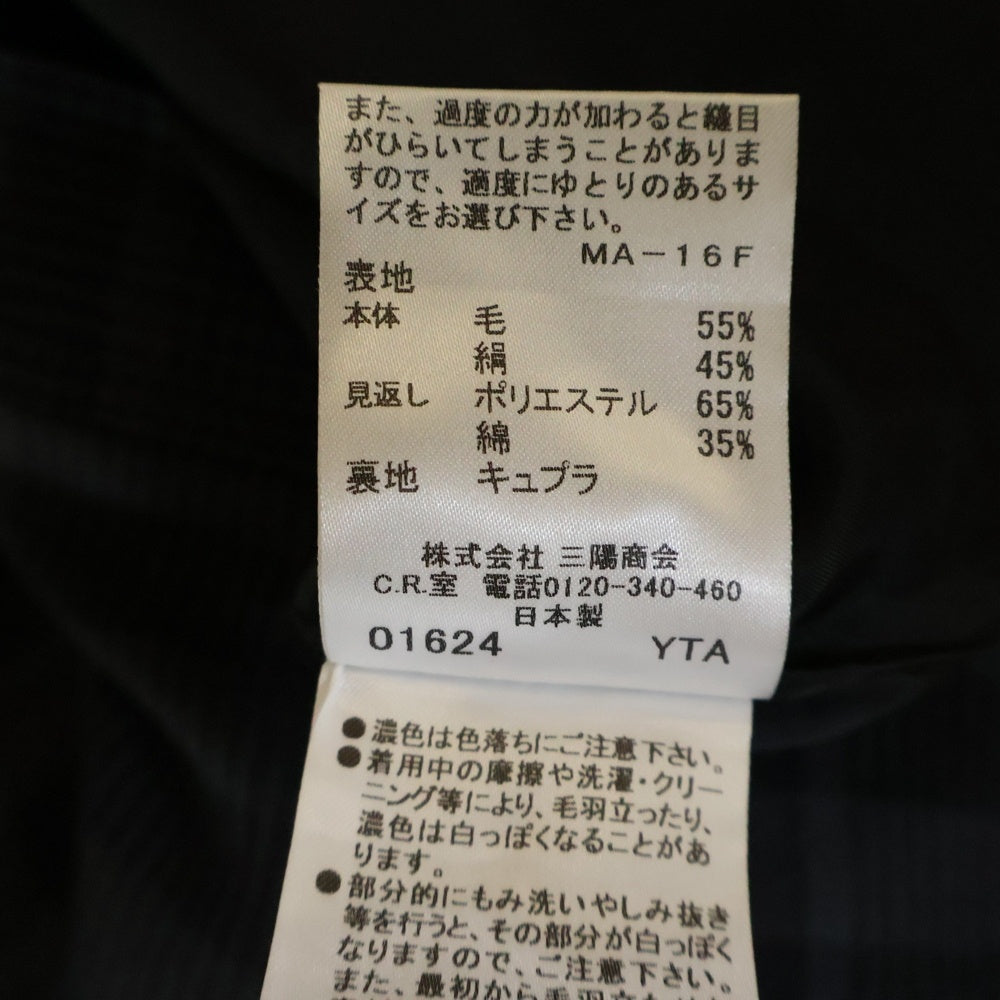 また、過度の力が加わると縫目
がひらいてしまうことがありま
すので、適度にゆとりのあるサ
イズをお選び下さい。
MA-16F
表地
本体 毛 55%
絹 45%
見返し ポリエステル 65%
綿 35%
裏地 キュプラ
株式会社 三陽商会
C.R.室 電話0120-340-460
日本製
01624 YTA
●濃色は色落ちにご注意下さい。
●着用中の摩擦や洗濯・クリー
ニング等により、毛羽立ったり、
濃色は白っぽくなることがあ
ります。
●部分的にもみ洗いやしみ抜き
等を行うと、その部分が白っぽく
なりますので、ご注意下さい。
また、最初から毛羽立た